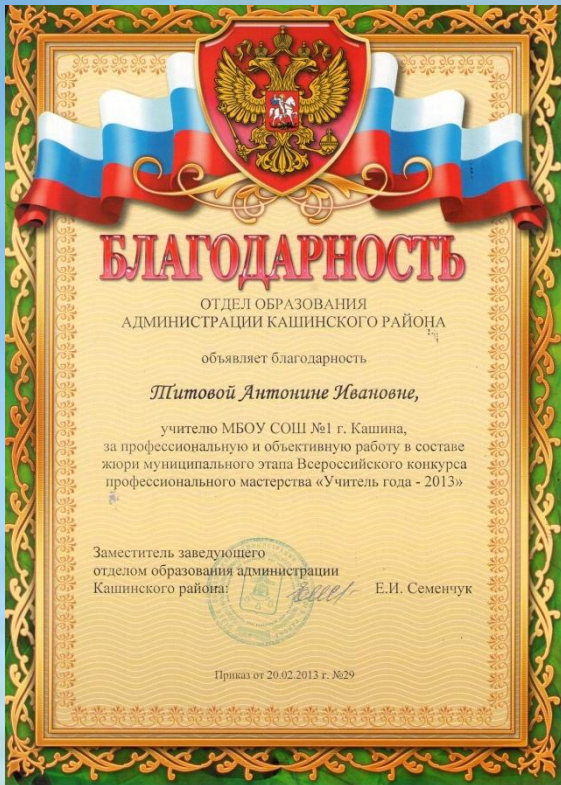 БЛАГОДАРНОСТЬ
ОТДЕЛ ОБРАЗОВАНИЯ
АДМИНИСТРАЦИИ КАШИНСКОГО РАЙОНА
объявляет благодарность
Титовой Антонине Ивановне,
учителю МБОУ СОШ №1 г. Кашина,
за профессиональную и объективную работу в составе
жюри муниципального этапа Всероссийского конкурса
профессионального мастерства «Учитель года - 2013»
Заместитель заведующего
отделом образования администрации
Кашинского района: Е.И. Семенчук
Приказ от 20.02.2013 г. №29